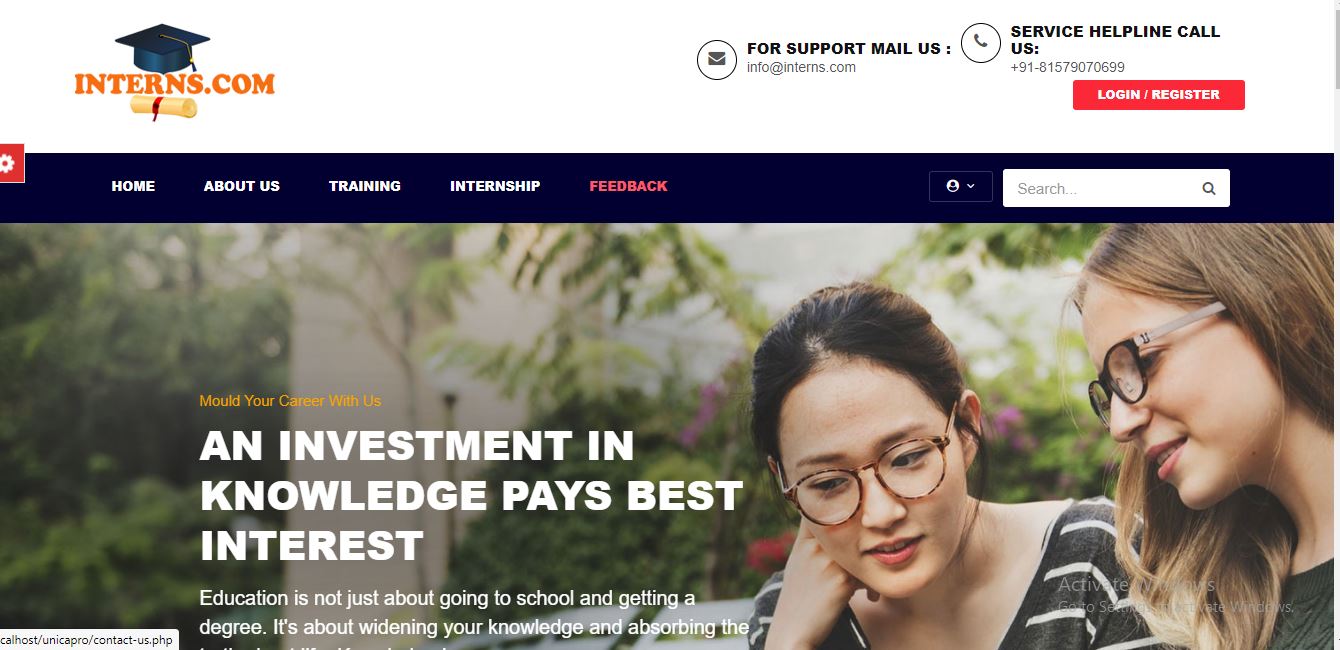 INTERNS.COM
FOR SUPPORT MAIL US :
info@interns.com
SERVICE HELPLINE CALL
US:
+91-81579070699
LOGIN / REGISTER
HOME ABOUT US TRAINING INTERNSHIP FEEDBACK
Search...
Mould Your Career With Us
AN INVESTMENT IN
KNOWLEDGE PAYS BEST
INTEREST
Education is not just about going to school and getting a
degree. It's about widening your knowledge and absorbing the
Activate Windows
Go to Settings to activate Windows.
calhost/unicapro/contact-us.php